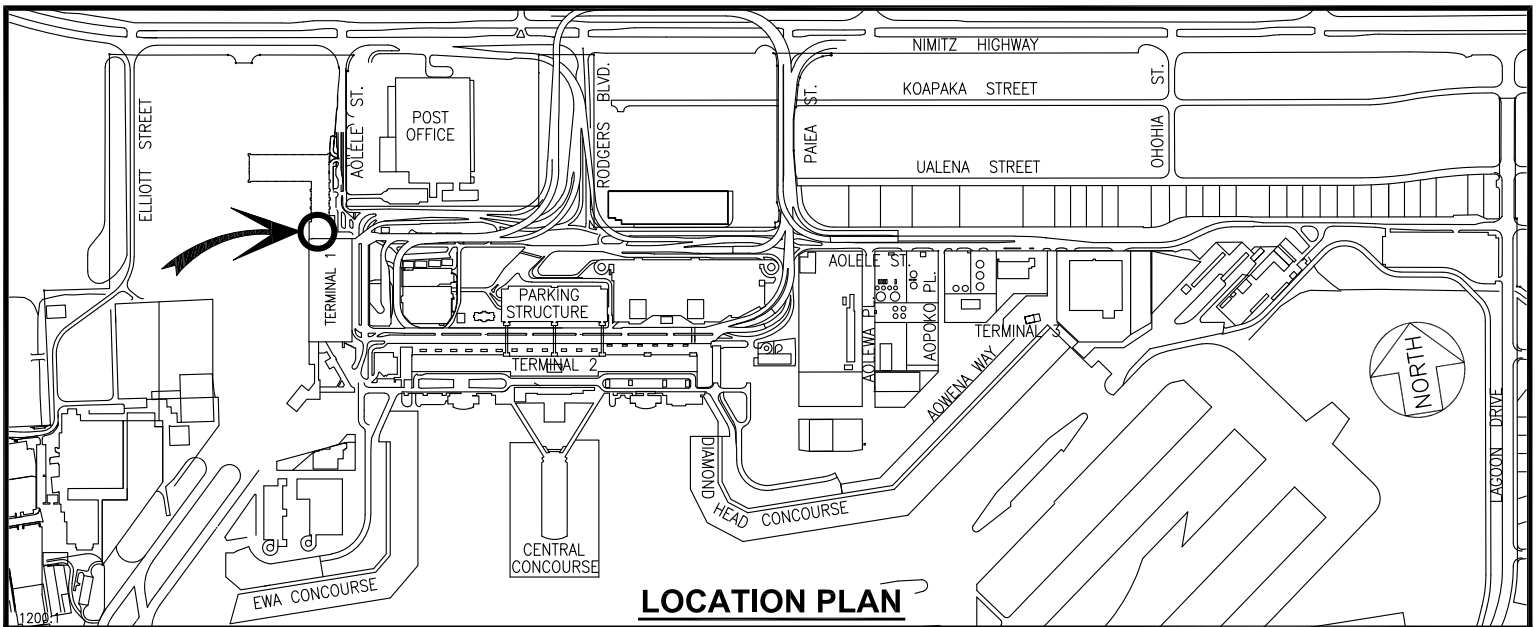 NIMITZ HIGHWAY
KOAPAKA STREET
ST.
OHOHIA
UALENA STREET
PAIEA ST.
RODGERS BLVD.
POST
OFFICE
AOLELE ST.
ELLIOTT STREET
TERMINAL 1
PARKING
STRUCTURE
TERMINAL 2
AOLELE ST.
AOLEWA PL.
AOPOKO PL.
TERMINAL 3
AOWENA WAY
NORTH
LAGOON DRIVE
DIAMOND
HEAD CONCOURSE
CENTRAL
CONCOURSE
EWA CONCOURSE
LOCATION PLAN
1200:1